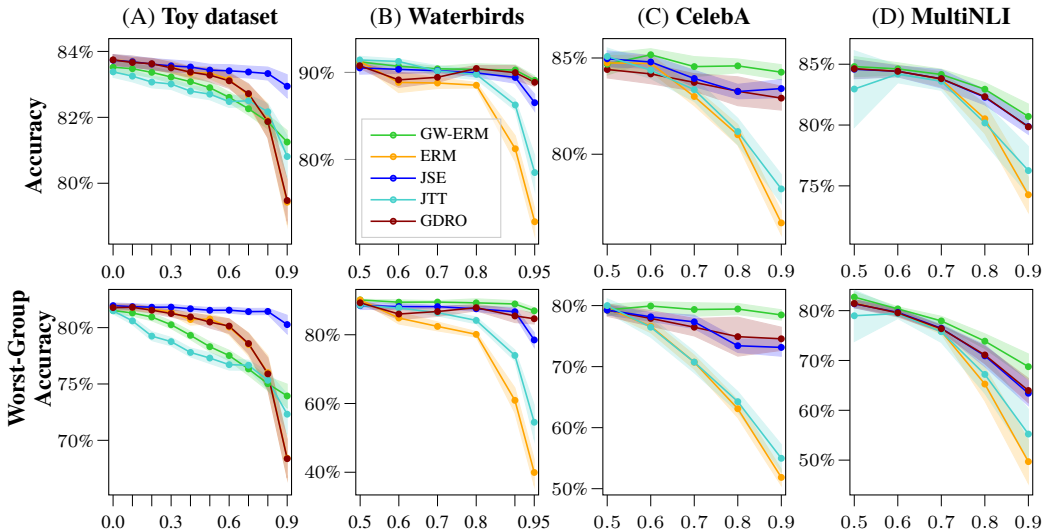 (A) Toy dataset
(B) Waterbirds
(C) CelebA
(D) MultiNLI
Accuracy
84%
82%
80%
90%
80%
85%
80%
85%
80%
75%
GW-ERM
ERM
JSE
JTT
GDRO
0.0 0.3 0.6 0.9
0.5 0.6 0.7 0.8 0.95
0.5 0.6 0.7 0.8 0.9
0.5 0.6 0.7 0.8 0.9
Worst-Group
Accuracy
80%
75%
70%
80%
60%
40%
80%
70%
60%
50%
80%
70%
60%
50%
0.0 0.3 0.6 0.9
0.5 0.6 0.7 0.8 0.95
0.5 0.6 0.7 0.8 0.9
0.5 0.6 0.7 0.8 0.9